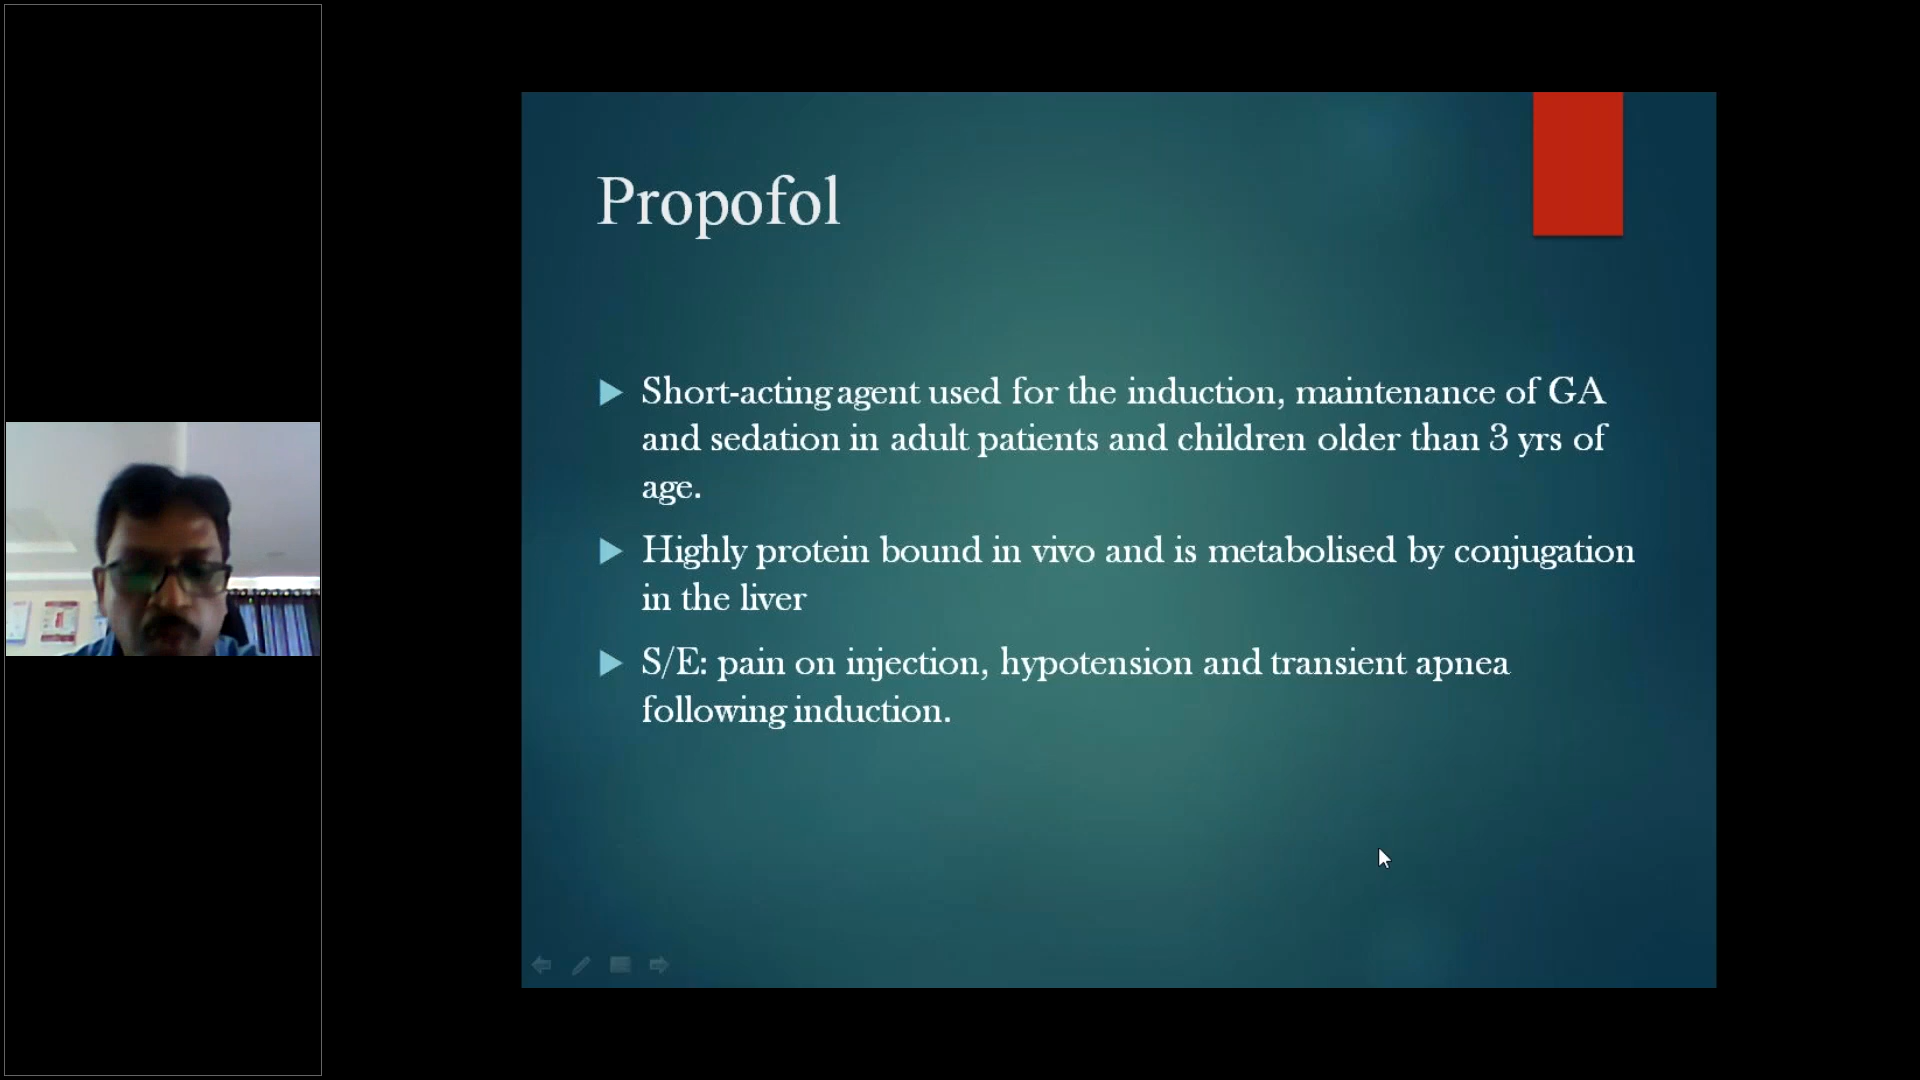 Propofol
Short-acting agent used for the induction, maintenance of GA
and sedation in adult patients and children older than 3 yrs of
age.
Highly protein bound in vivo and is metabolised by conjugation
in the liver
S/E: pain on injection, hypotension and transient apnea
following induction.